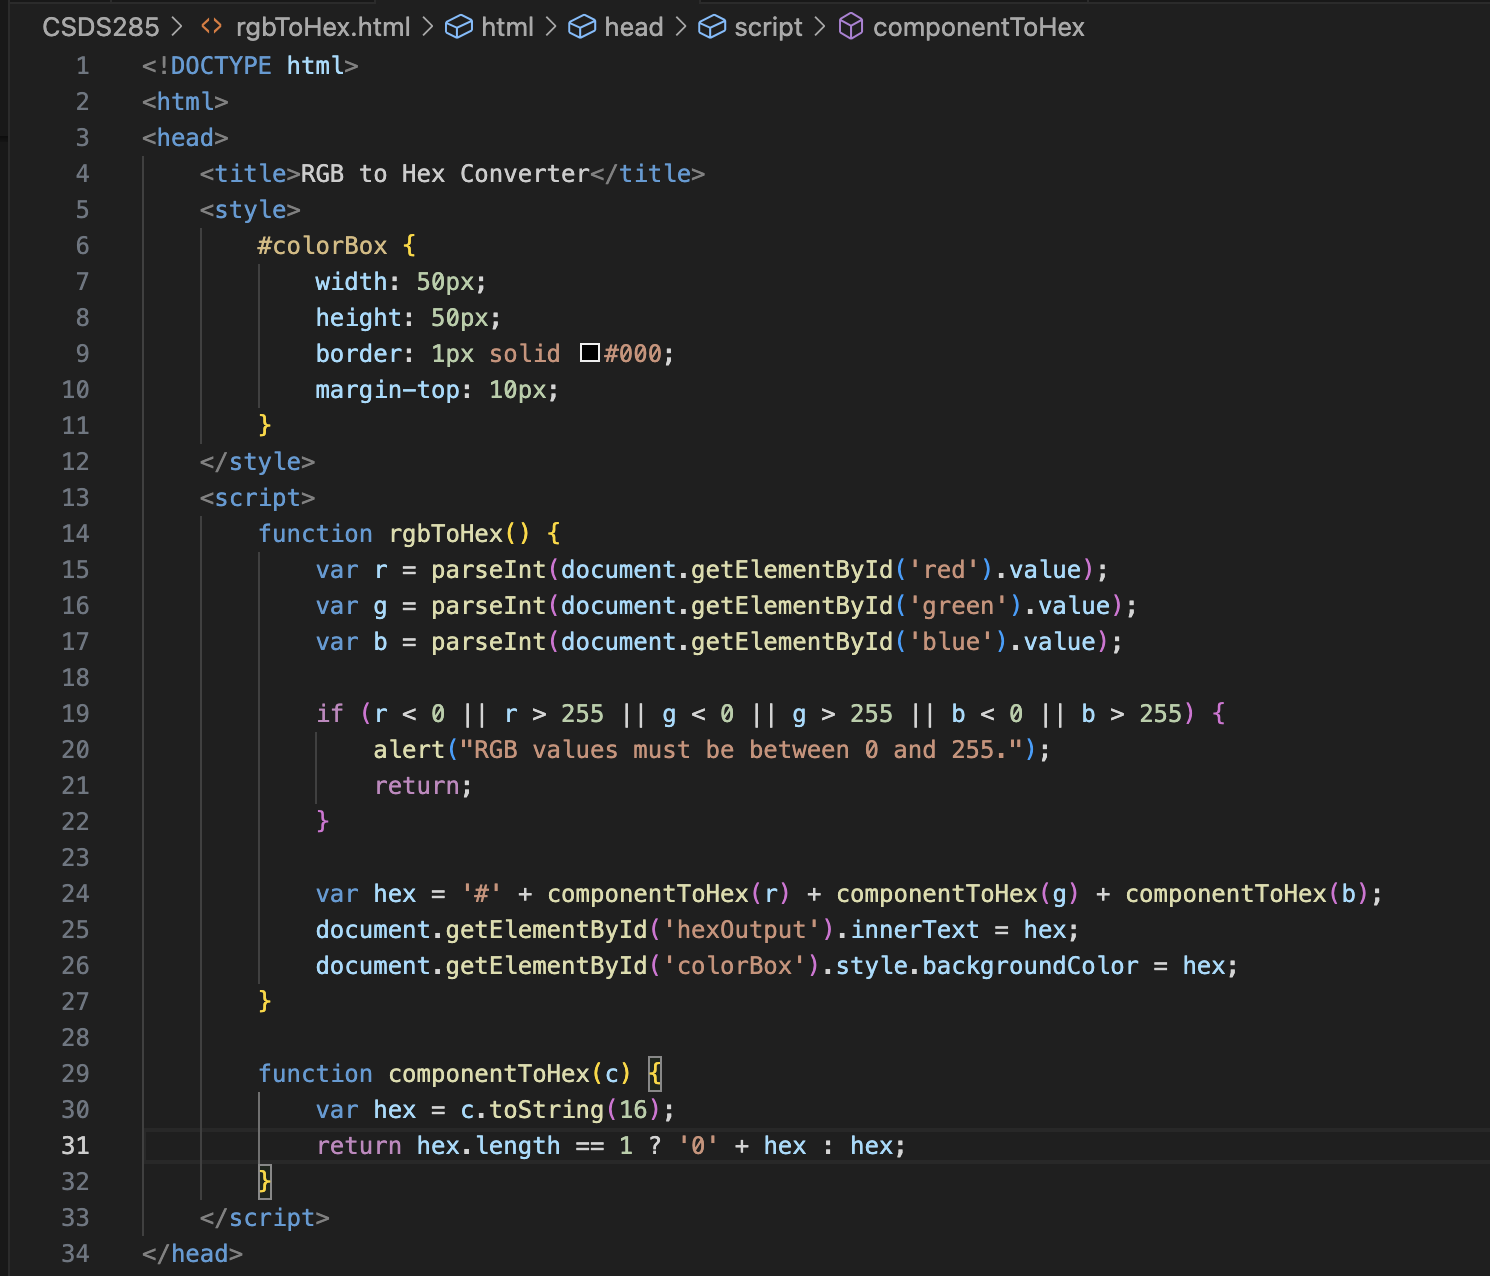 CSDS285 > <> rgbToHex.html > html > head > script > componentToHex
1 <!DOCTYPE html>
2 <html>
3 <head>
4     <title>RGB to Hex Converter</title>
5     <style>
6         #colorBox {
7             width: 50px;
8             height: 50px;
9             border: 1px solid #000;
10             margin-top: 10px;
11         }
12     </style>
13     <script>
14         function rgbToHex() {
15             var r = parseInt(document.getElementById('red').value);
16             var g = parseInt(document.getElementById('green').value);
17             var b = parseInt(document.getElementById('blue').value);
18
19             if (r < 0 || r > 255 || g < 0 || g > 255 || b < 0 || b > 255) {
20                 alert("RGB values must be between 0 and 255.");
21                 return;
22             }
23
24             var hex = '#' + componentToHex(r) + componentToHex(g) + componentToHex(b);
25             document.getElementById('hexOutput').innerText = hex;
26             document.getElementById('colorBox').style.backgroundColor = hex;
27         }
28
29         function componentToHex(c) {
30             var hex = c.toString(16);
31             return hex.length == 1 ? '0' + hex : hex;
32         }
33     </script>
34 </head>